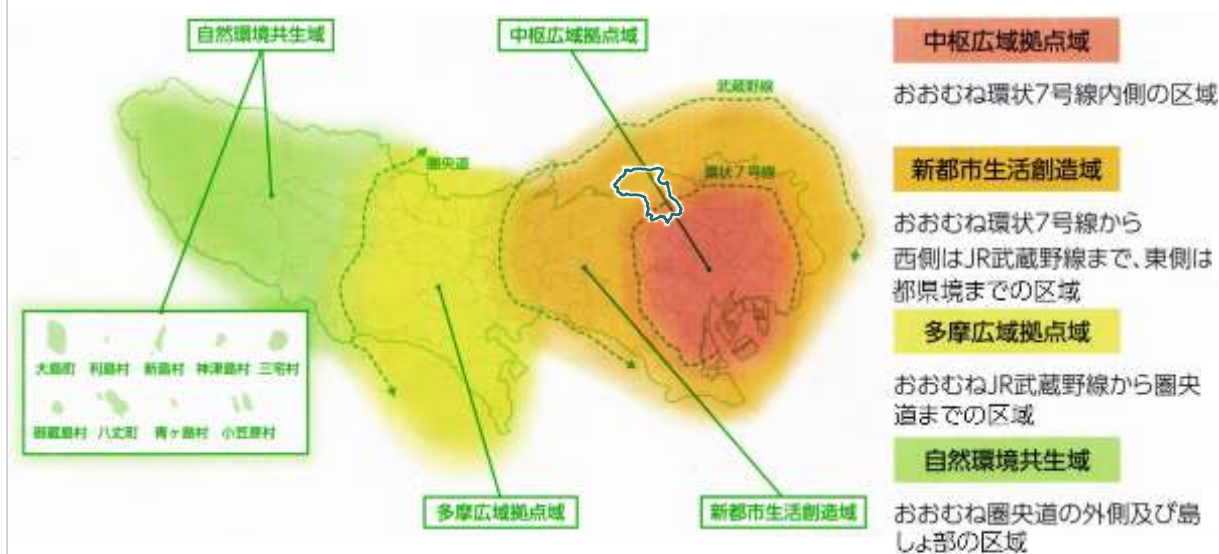 自然環境共生域
中枢広域拠点域
武蔵野線
圏央道
環状7号線
大島町 利島村 新島村 神津島村 三宅村
御蔵島村 八丈町 青ヶ島村 小笠原村
多摩広域拠点域
新都市生活創造域
中枢広域拠点域
おおむね環状7号線内側の区域
新都市生活創造域
おおむね環状7号線から
西側はJR武蔵野線まで、東側は
都県境までの区域
多摩広域拠点域
おおむねJR武蔵野線から圏央
道までの区域
自然環境共生域
おおむね圏央道の外側及び島
しょ部の区域